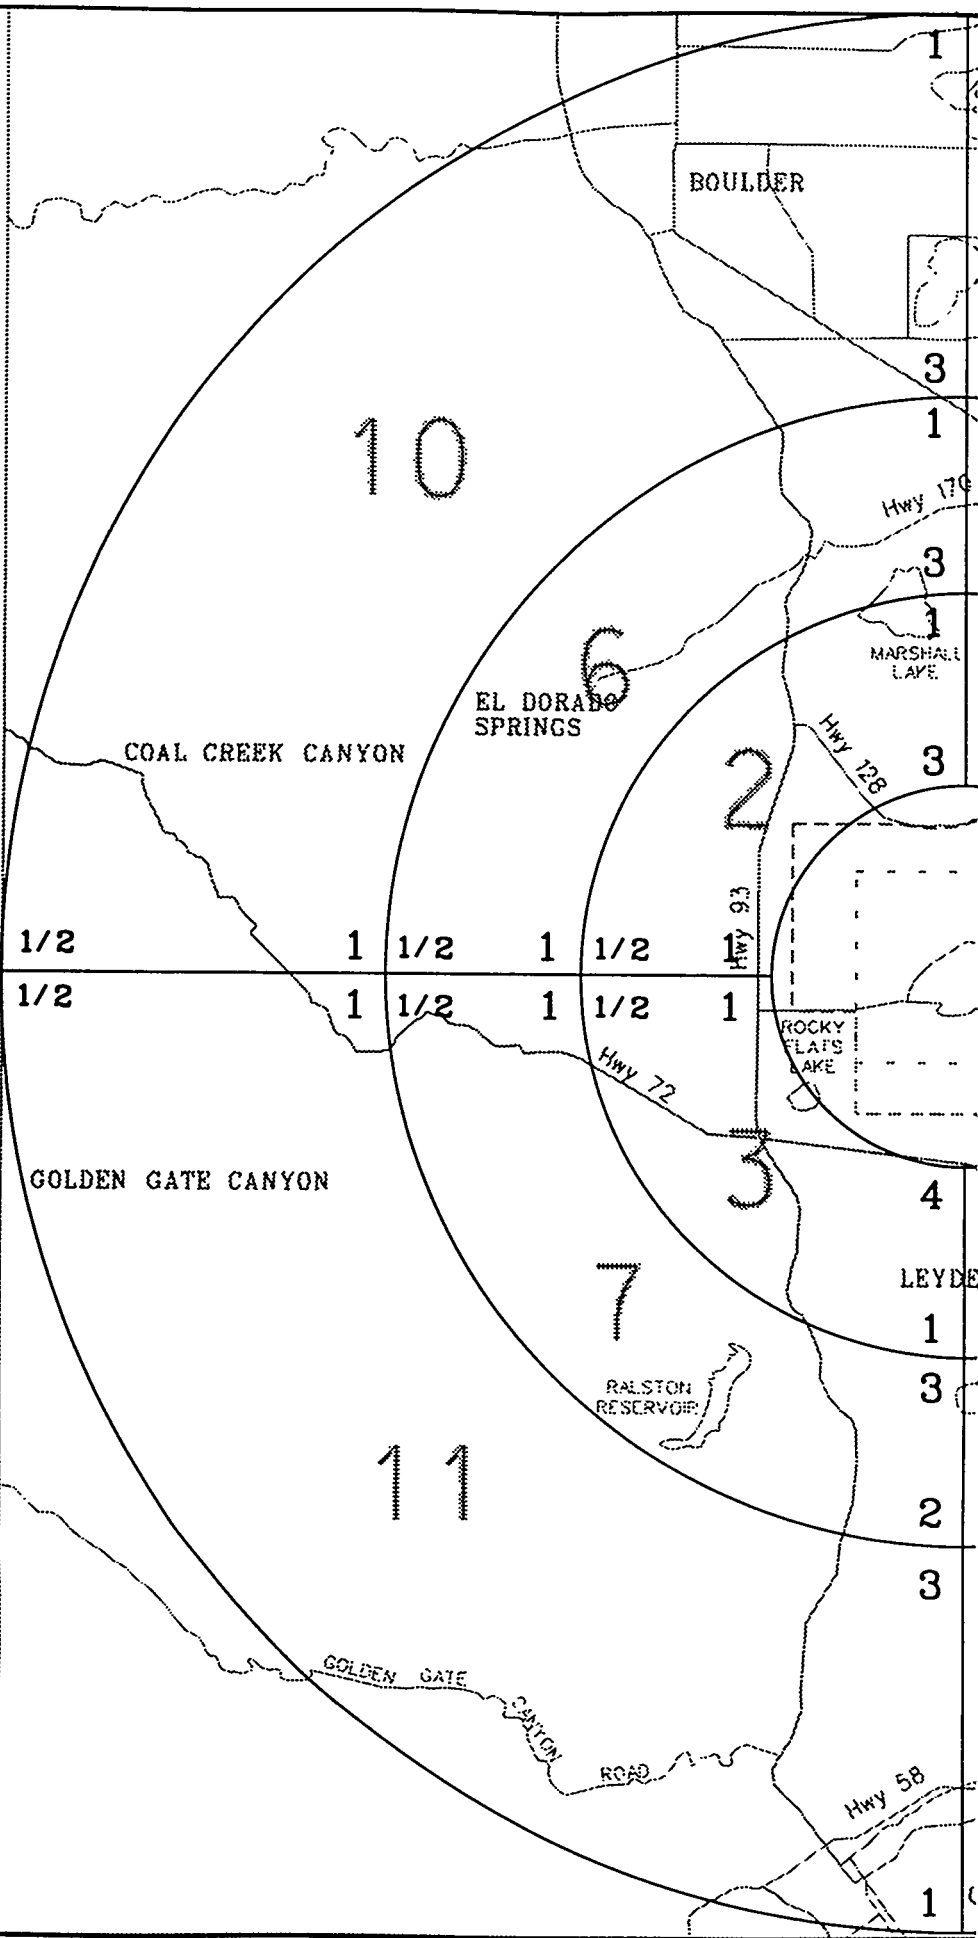 1
BOULDER
3
1
10
Hwy 170
3
1
6
MARSHALL
LAKE
EL DORADO
SPRINGS
COAL CREEK CANYON
2
Hwy 128
3
Hwy 93
1/2 1 1/2 1 1/2 1
1/2 1 1/2 1 1/2 1
ROCKY
FLATS
LAKE
Hwy 72
3
GOLDEN GATE CANYON
4
7
LEYDE
1
3
RALSTON
RESERVOIR
11
2
3
GOLDEN GATE
CANYON
ROAD
Hwy 58
1